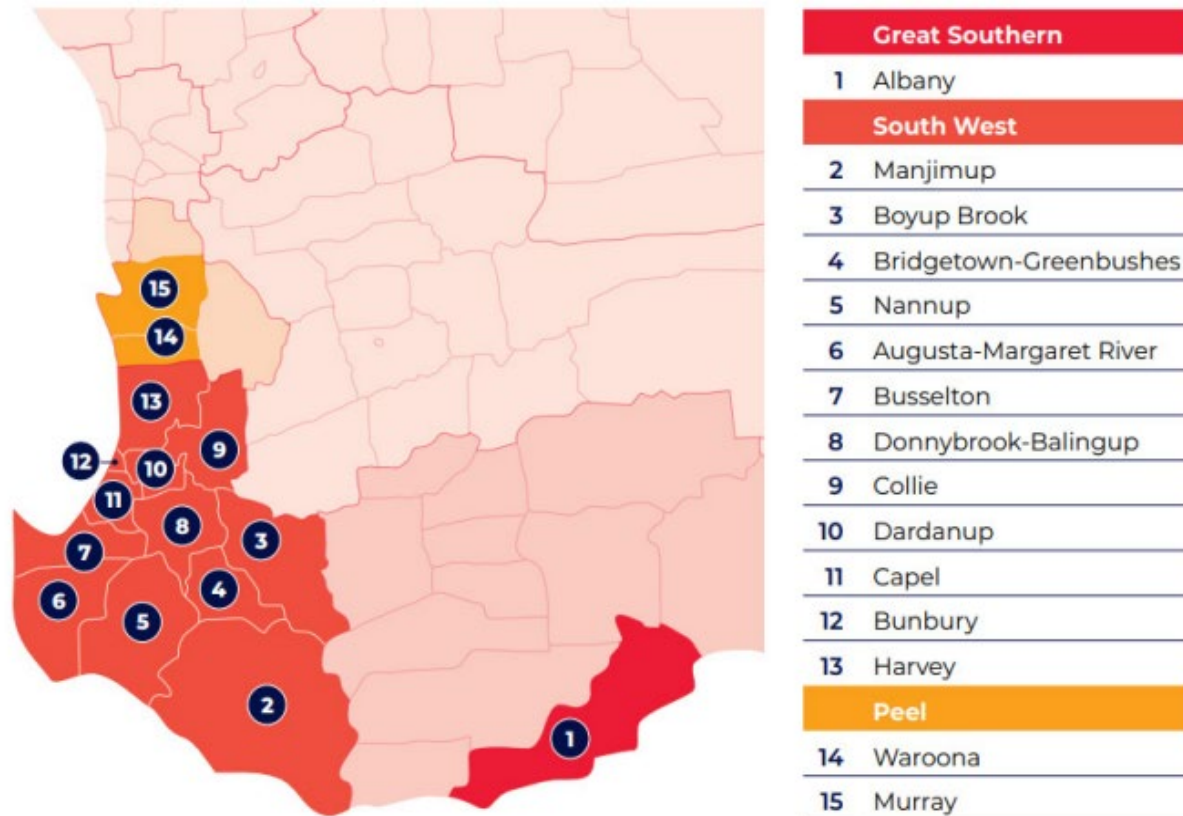 15
14
13
12
10
9
11
8
3
7
4
6
5
2
1
Great Southern
1 Albany
South West
2 Manjimup
3 Boyup Brook
4 Bridgetown-Greenbushes
5 Nannup
6 Augusta-Margaret River
7 Busselton
8 Donnybrook-Balingup
9 Collie
10 Dardanup
11 Capel
12 Bunbury
13 Harvey
Peel
14 Waroona
15 Murray